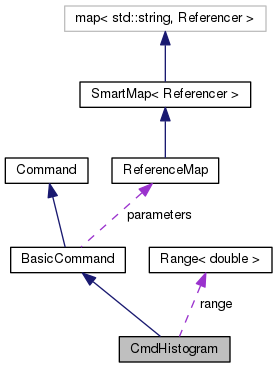 map< std::string, Referencer >
SmartMap< Referencer >
Command
ReferenceMap
parameters
BasicCommand
Range< double >
range
CmdHistogram